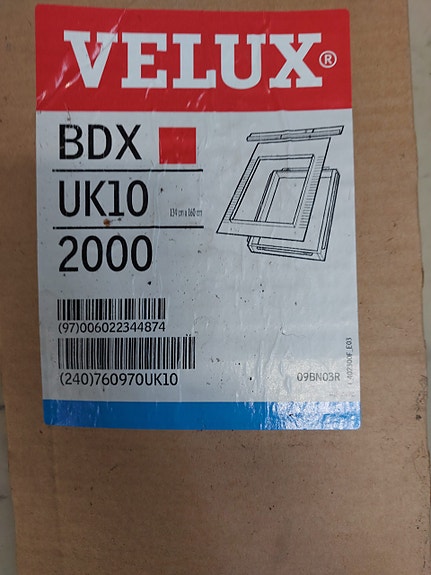 VELUX®
BDX
UK10 134 cm x 160 cm
2000
(97)006022344874
(240)760970UK10
09BN03R